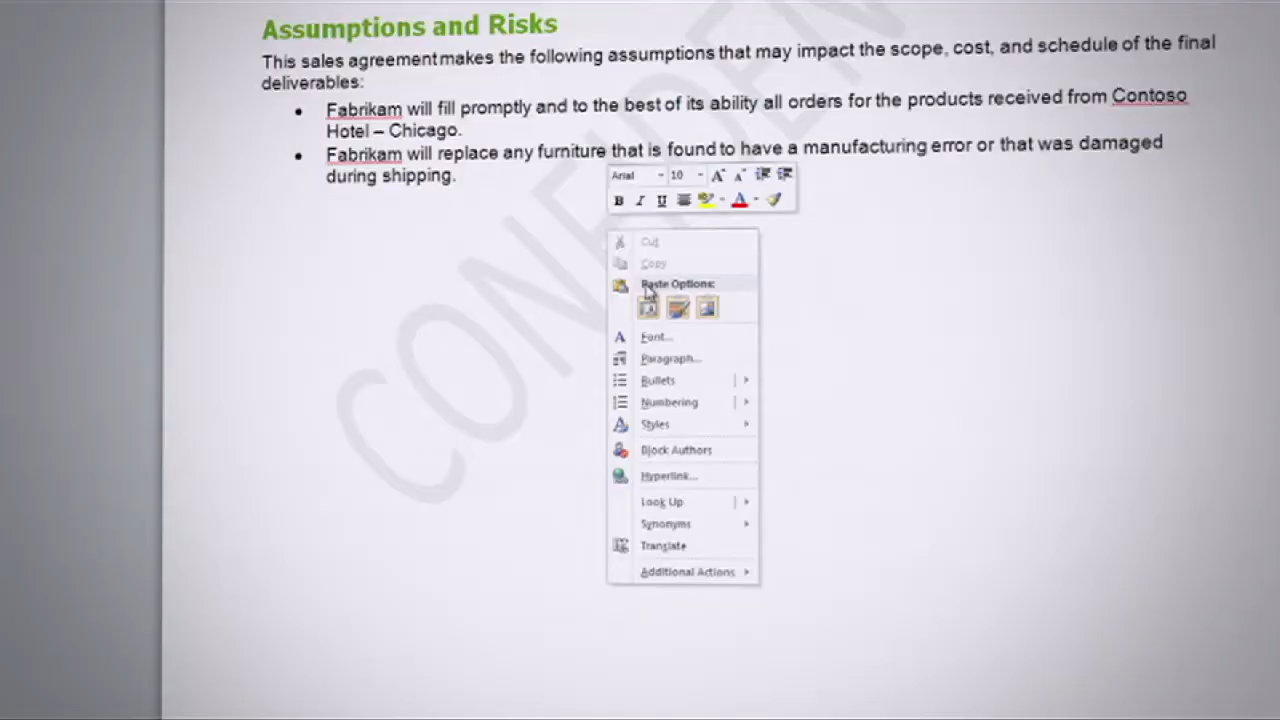 Assumptions and Risks
This sales agreement makes the following assumptions that may impact the scope, cost, and schedule of the final
deliverables:
• Fabrikam will fill promptly and to the best of its ability all orders for the products received from Contoso
Hotel – Chicago.
• Fabrikam will replace any furniture that is found to have a manufacturing error or that was damaged
during shipping.
Arial 10
B I U
Cut
Copy
Paste Options:
Font...
Paragraph...
Bullets
Numbering
Styles
Block Authors
Hyperlink...
Look Up
Synonyms
Translate
Additional Actions